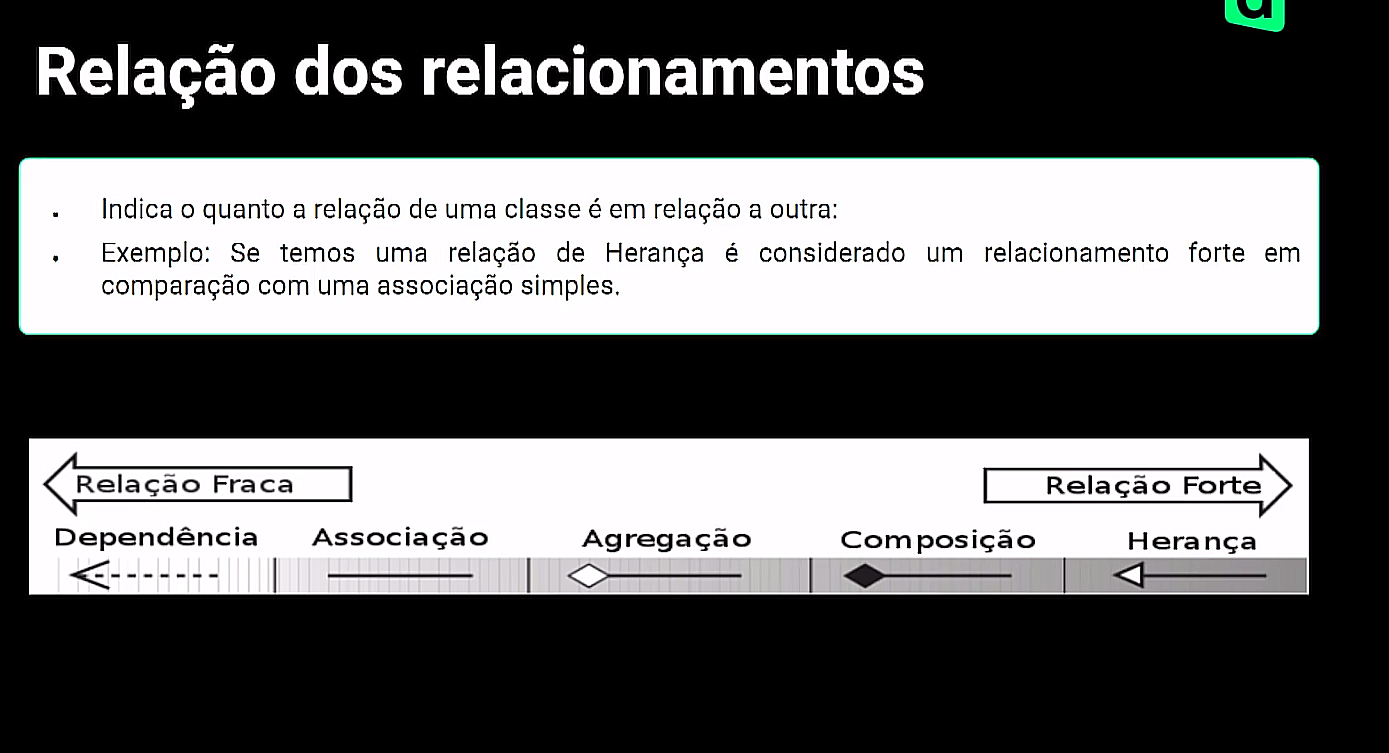 Relação dos relacionamentos
Indica o quanto a relação de uma classe é em relação a outra:
Exemplo: Se temos uma relação de Herança é considerado um relacionamento forte em
comparação com uma associação simples.
Relação Fraca
Relação Forte
Dependência
Associação
Agregação
Composição
Herança